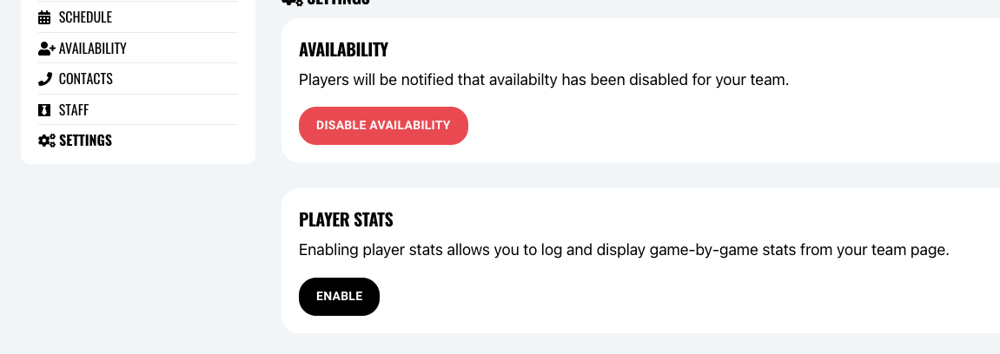 SETTINGS
SCHEDULE
AVAILABILITY
CONTACTS
STAFF
SETTINGS
AVAILABILITY
Players will be notified that availabilty has been disabled for your team.
DISABLE AVAILABILITY
PLAYER STATS
Enabling player stats allows you to log and display game-by-game stats from your team page.
ENABLE